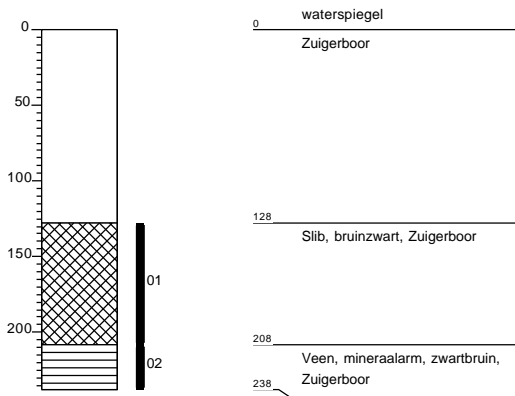 waterspiegel
0
0
Zuigerboor
50
100
128
Slib, bruinzwart, Zuigerboor
150
01
200
208
Veen, mineraalarm, zwartbruin,
02
Zuigerboor
238